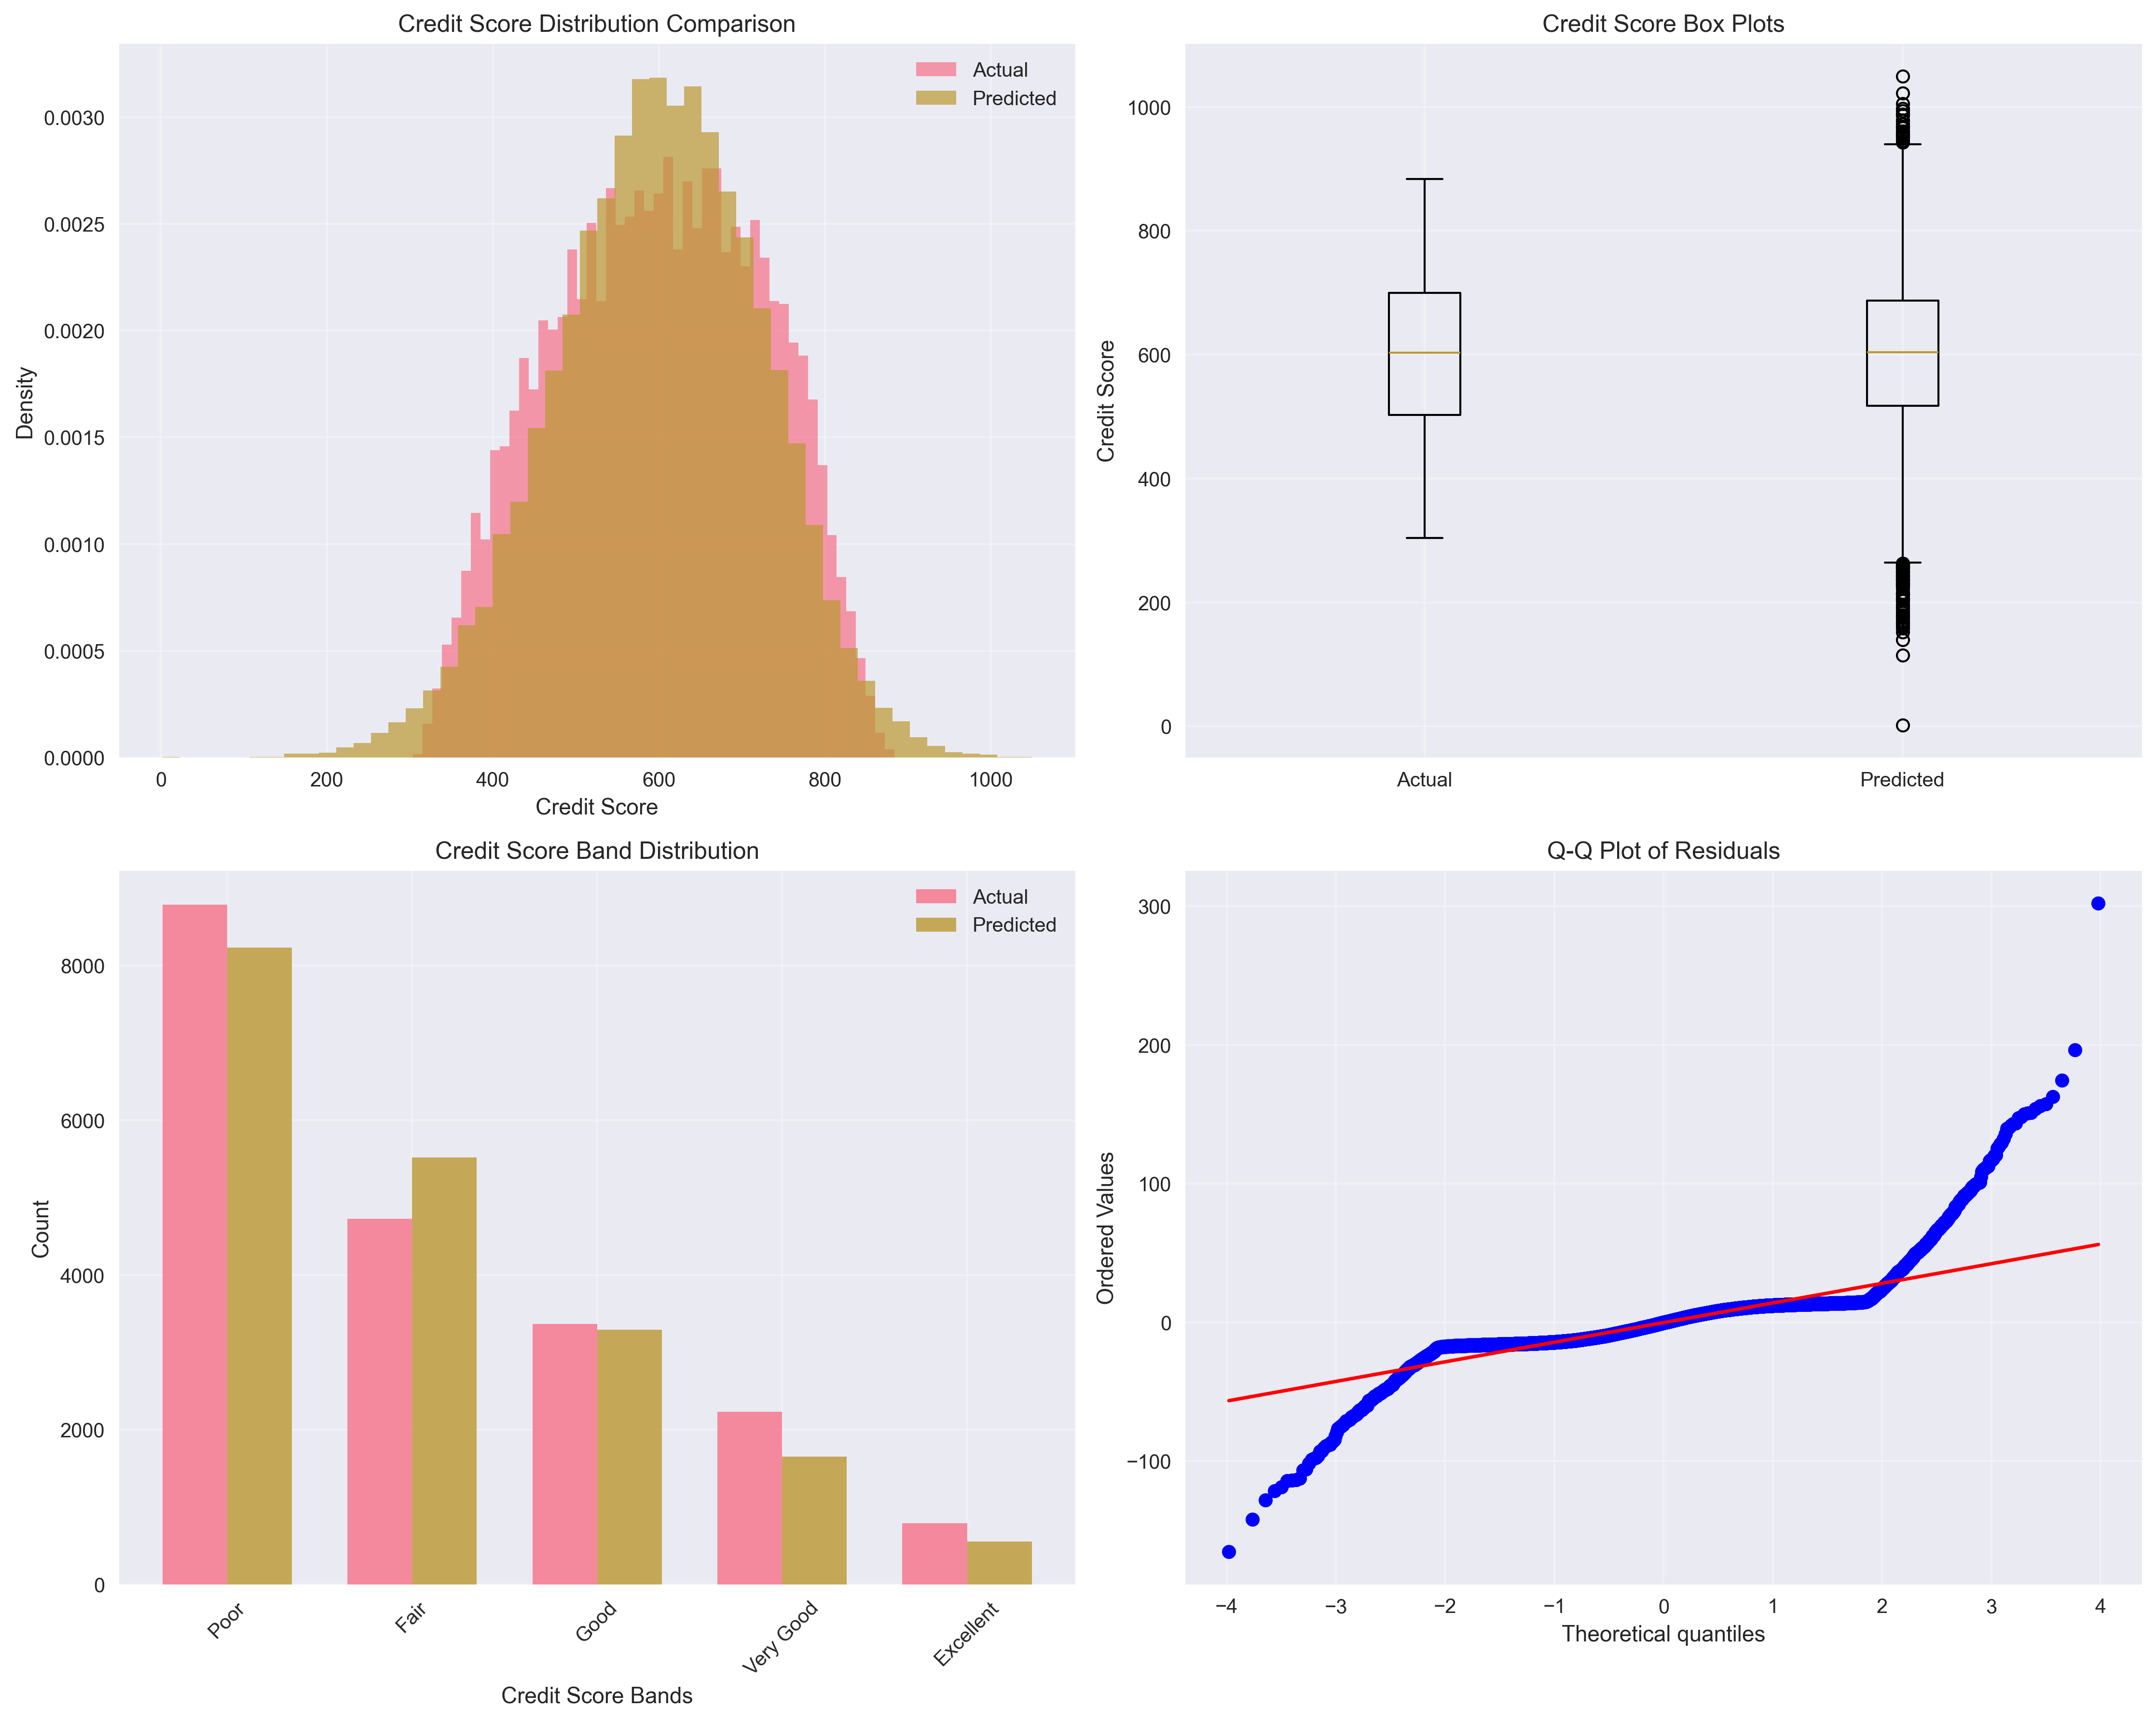 Credit Score Distribution Comparison
Actual
Predicted
0.0030
0.0025
0.0020
0.0015
0.0010
0.0005
0.0000
Density
0 200 400 600 800 1000
Credit Score
Credit Score Box Plots
1000
800
600
400
200
0
Credit Score
Actual Predicted
Credit Score Band Distribution
Actual
Predicted
8000
6000
4000
2000
0
Count
Poor Fair Good Very Good Excellent
Credit Score Bands
Q-Q Plot of Residuals
300
200
100
0
−100
Ordered Values
−4 −3 −2 −1 0 1 2 3 4
Theoretical quantiles